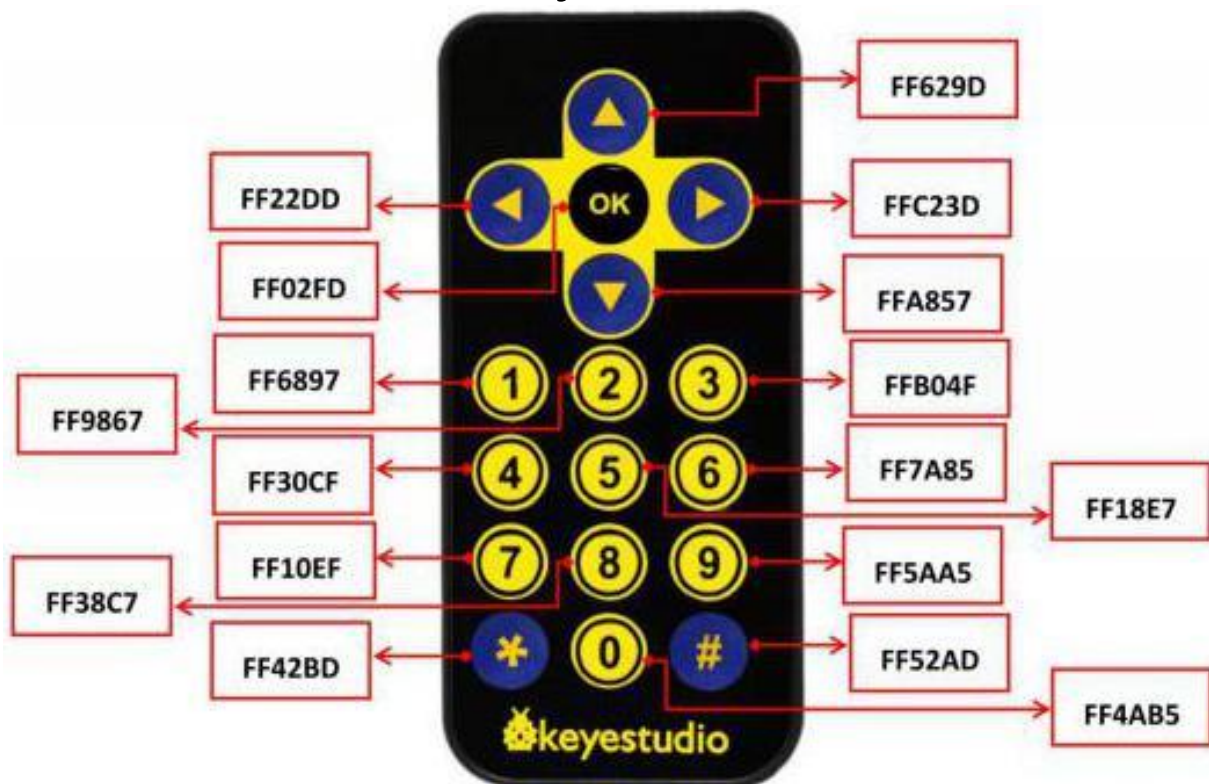 FF629D
FF22DD
OK
FFC23D
FF02FD
FFA857
FF6897
1 2 3
FFB04F
FF9867
FF30CF
4 5 6
FF7A85
FF18E7
FF10EF
7 8 9
FF5AA5
FF38C7
FF42BD
* 0 #
FF52AD
FF4AB5
keyestudio